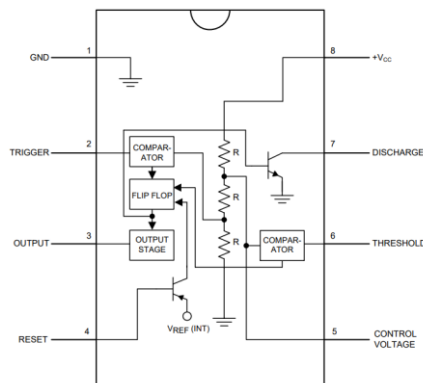 1
GND
8
+VCC
2
TRIGGER
COMPAR-
ATOR
R
7
DISCHARGE
FLIP FLOP
R
3
OUTPUT
OUTPUT
STAGE
R
COMPAR-
ATOR
6
THRESHOLD
4
RESET
VREF (INT)
5
CONTROL
VOLTAGE